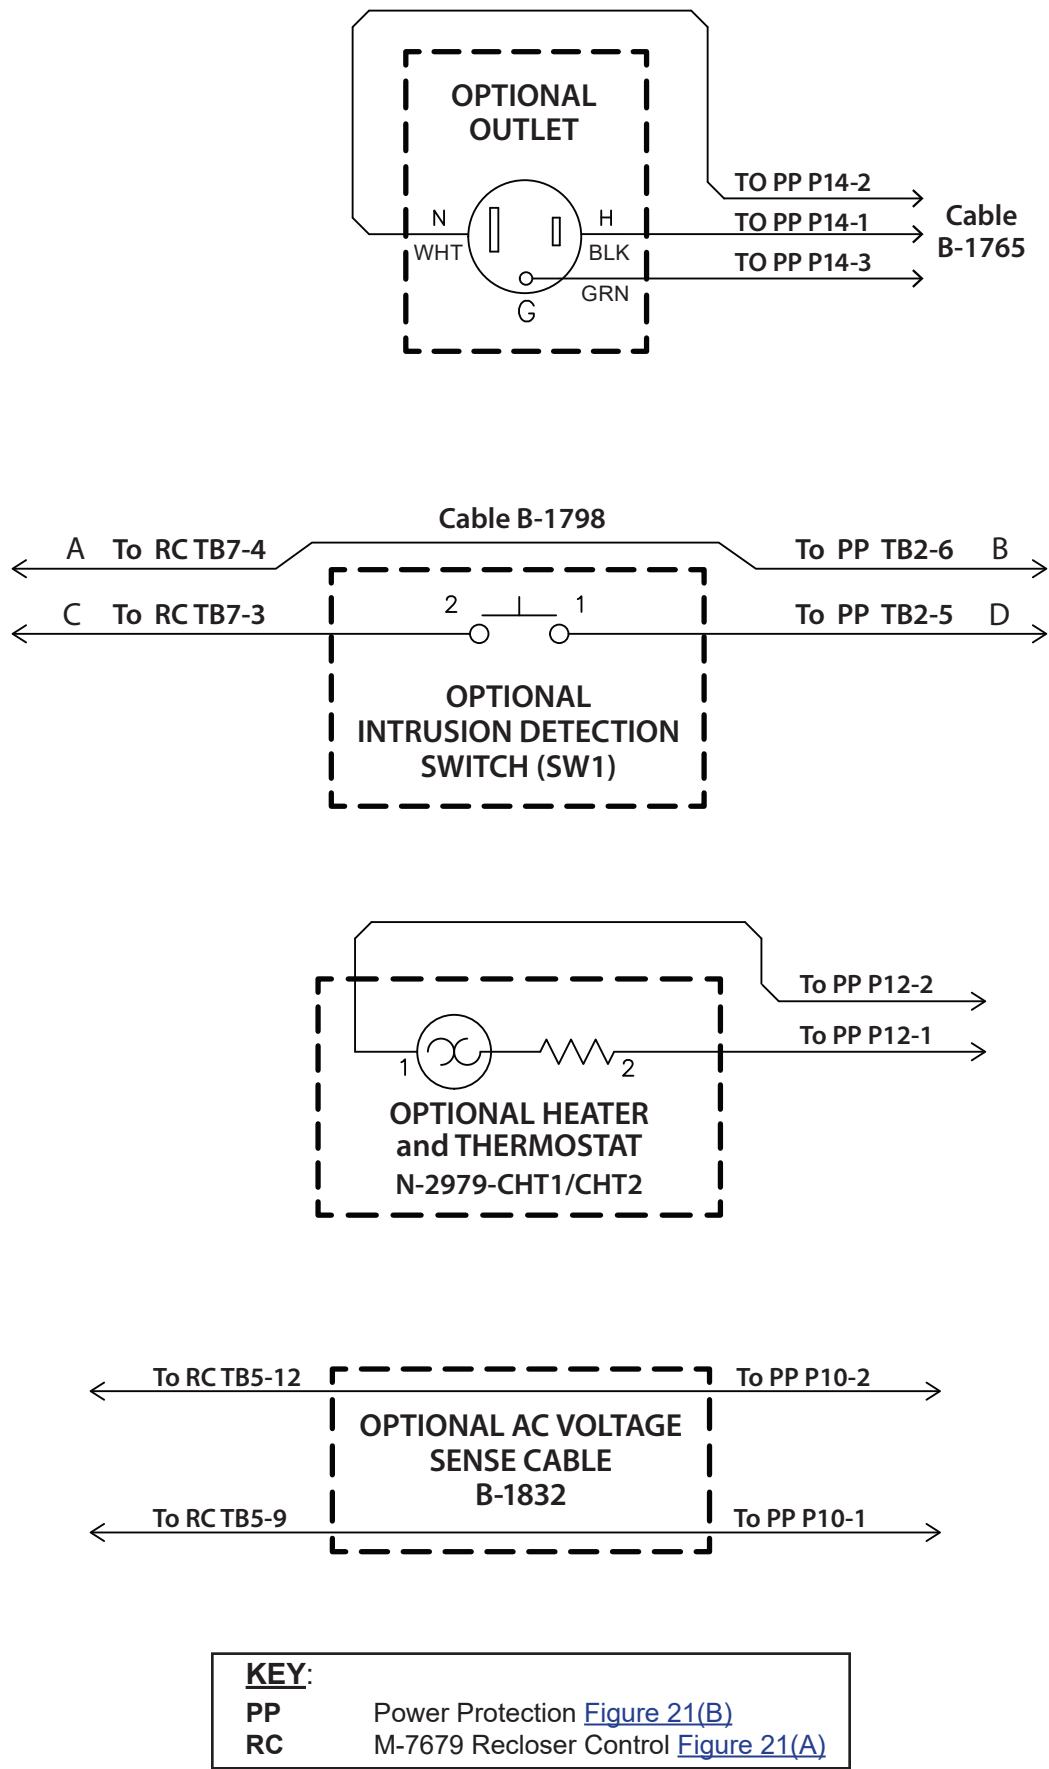 OPTIONAL
OUTLET
TO PP P14-2
N
H
TO PP P14-1
Cable
B-1765
WHT
BLK
TO PP P14-3
GRN
G
Cable B-1798
A To RC TB7-4
To PP TB2-6 B
C To RC TB7-3
2
1
To PP TB2-5 D
OPTIONAL
INTRUSION DETECTION
SWITCH (SW1)
To PP P12-2
To PP P12-1
1
2
OPTIONAL HEATER
and THERMOSTAT
N-2979-CHT1/CHT2
To RC TB5-12
To PP P10-2
OPTIONAL AC VOLTAGE
SENSE CABLE
B-1832
To RC TB5-9
To PP P10-1
KEY:
PP Power Protection Figure 21(B)
RC M-7679 Recloser Control Figure 21(A)